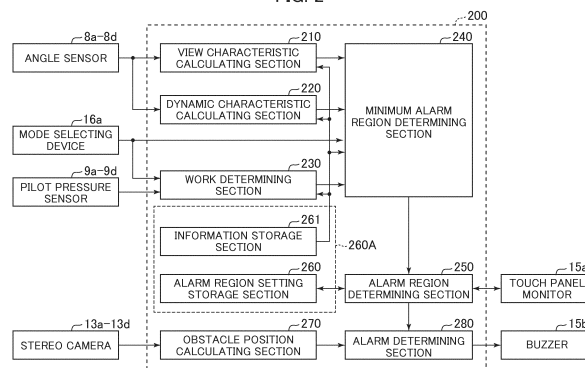 200
8a-8d
ANGLE SENSOR
210
VIEW CHARACTERISTIC
CALCULATING SECTION
240
MINIMUM ALARM
REGION DETERMINING
SECTION
220
DYNAMIC CHARACTERISTIC
CALCULATING SECTION
16a
MODE SELECTING
DEVICE
9a-9d
PILOT PRESSURE
SENSOR
230
WORK DETERMINING
SECTION
261
INFORMATION STORAGE
SECTION
260A
260
ALARM REGION SETTING
STORAGE SECTION
250
ALARM REGION
DETERMINING SECTION
15a
TOUCH PANEL
MONITOR
13a-13d
STEREO CAMERA
270
OBSTACLE POSITION
CALCULATING SECTION
280
ALARM DETERMINING
SECTION
15b
BUZZER